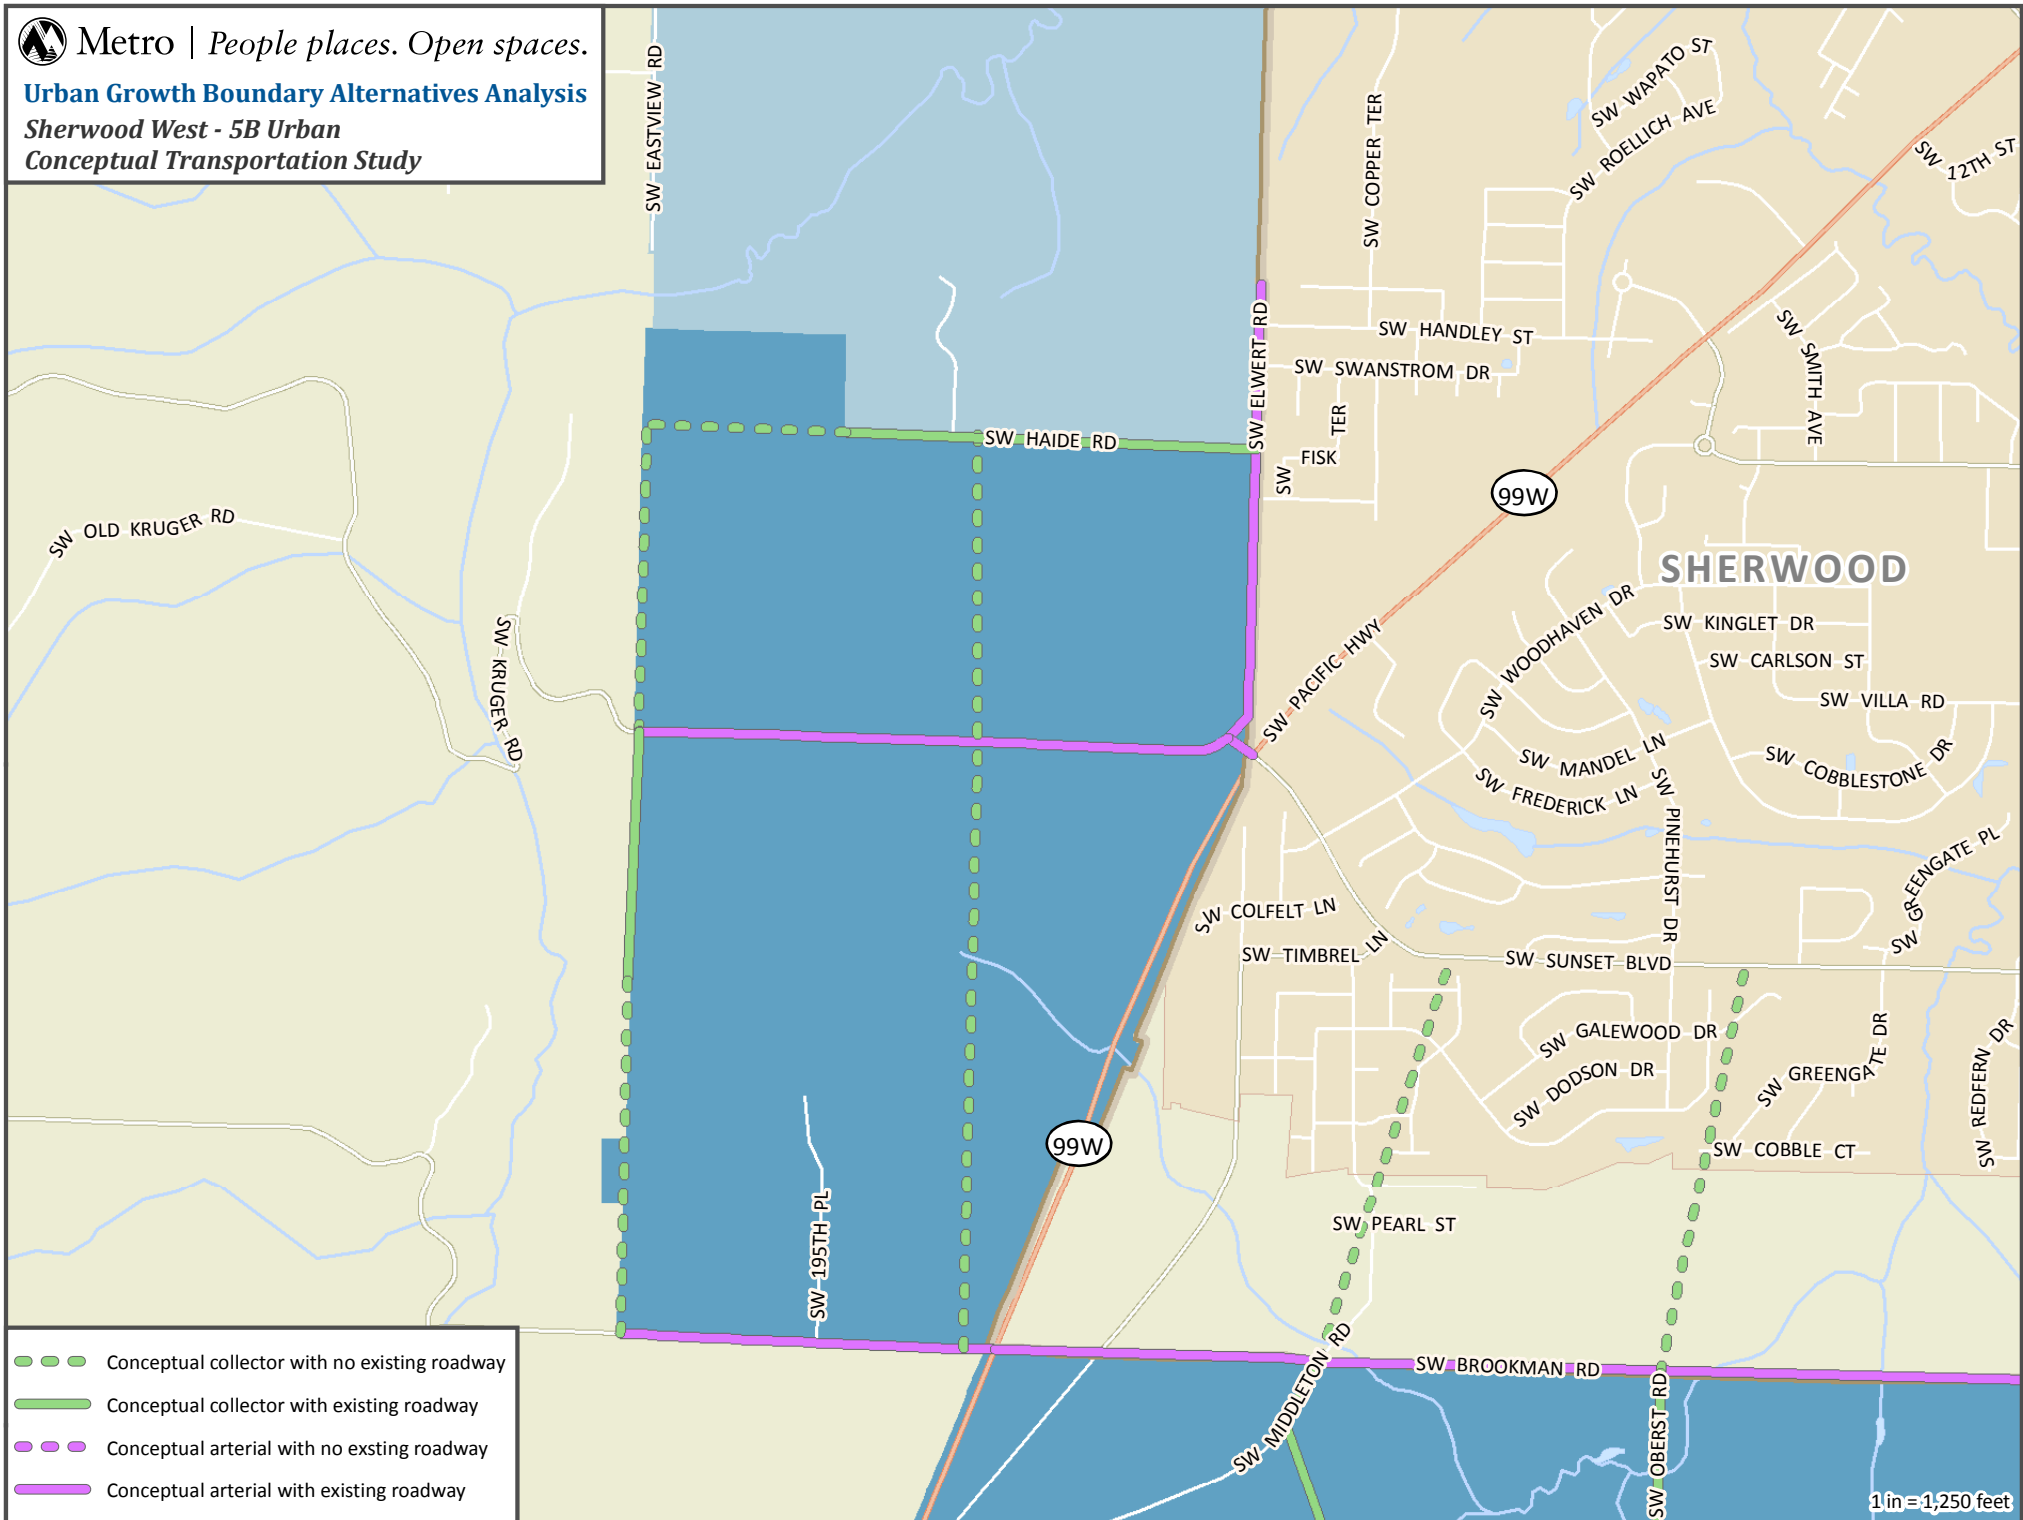 Metro | People places. Open spaces.
Urban Growth Boundary Alternatives Analysis
Sherwood West - 5B Urban
Conceptual Transportation Study
SW EASTVIEW RD
SW COPPER TER
SW WAPATO ST
SW ROELLICH AVE
SW 12TH ST
SW ELWERT RD
SW HANDLEY ST
SW SWANSTROM DR
SW SMITH AVE
SW FISK TER
SW HAIDE RD
99W
SW OLD KRUGER RD
SW KRUGER RD
SHERWOOD
SW PACIFIC HWY
SW WOODHAVEN DR
SW KINGLET DR
SW CARLSON ST
SW VILLA RD
SW MANDEL LN
SW COBBLESTONE DR
SW FREDERICK LN
SW PINEHURST DR
SW GREENGATE PL
SW COLFELT LN
SW TIMBREL LN
SW SUNSET BLVD
SW GALEWOOD DR
SW DODSON DR
SW GREENGATE DR
SW REDFERN DR
SW COBBLE CT
99W
SW 195TH PL
SW PEARL ST
SW MIDDLETON RD
SW BROOKMAN RD
SW OBERST RD
Conceptual collector with no existing roadway
Conceptual collector with existing roadway
Conceptual arterial with no exsting roadway
Conceptual arterial with existing roadway
1 in = 1,250 feet